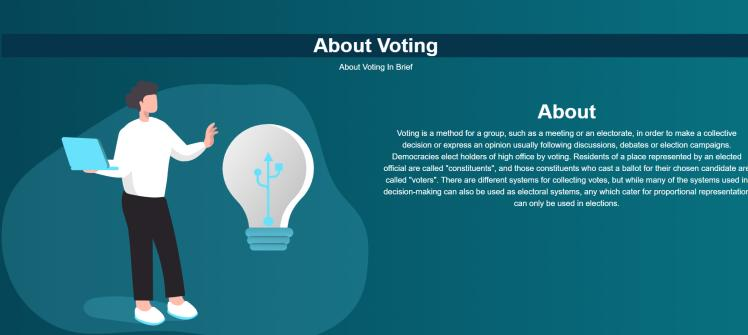 About Voting
About Voting In Brief
About
Voting is a method for a group, such as a meeting or an electorate, in order to make a collective
decision or express an opinion usually following discussions, debates or election campaigns.
Democracies elect holders of high office by voting. Residents of a place represented by an elected
official are called "constituents", and those constituents who cast a ballot for their chosen candidate are
called "voters". There are different systems for collecting votes, but while many of the systems used in
decision-making can also be used as electoral systems, any which cater for proportional representation
can only be used in elections.